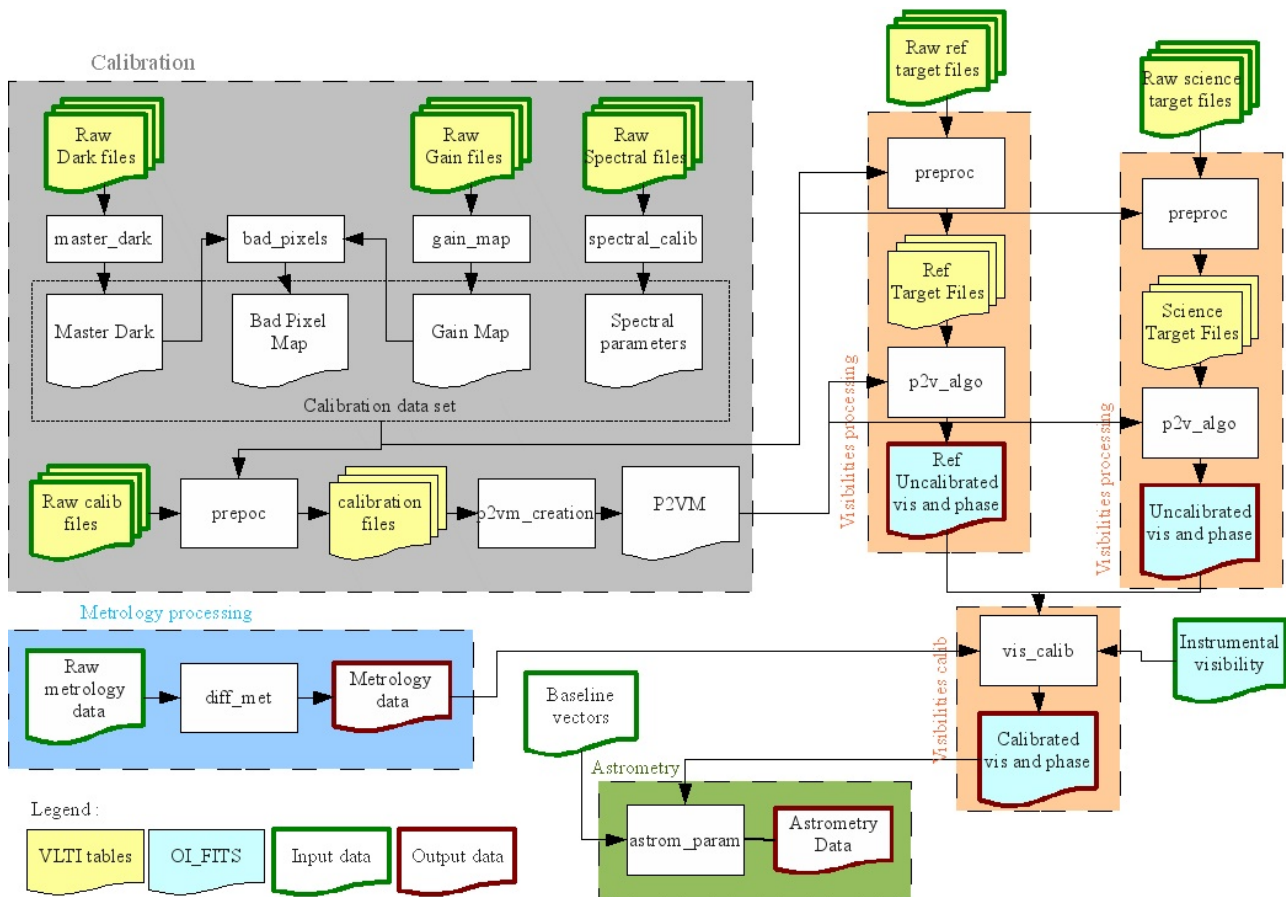 Calibration
Raw ref
target files
Raw science
target files
Raw
Dark files
Raw
Gain files
Raw
Spectral files
preproc
preproc
master_dark
bad_pixels
gain_map
spectral_calib
Ref
Target Files
Master Dark
Bad Pixel
Map
Gain Map
Spectral
parameters
Science
Target Files
Calibration data set
p2v_algo
p2v_algo
Visibilities processing
Visibilities processing
Raw calib
files
prepoc
calibration
files
p2vm_creation
P2VM
Ref
Uncalibrated
vis and phase
Uncalibrated
vis and phase
Metrology processing
Raw
metrology
data
diff_met
Metrology
data
Baseline
vectors
vis_calib
Instrumental
visibility
Visibilities calib
Calibrated
vis and phase
Astrometry
astrom_param
Astrometry
Data
Legend :
VLTI tables
OI_FITS
Input data
Output data